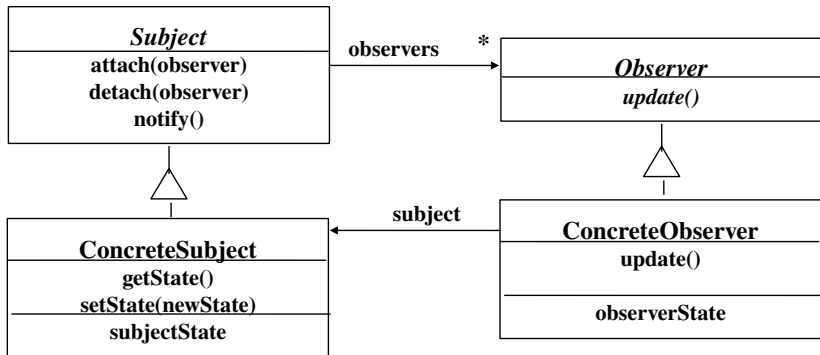 Subject
attach(observer)
detach(observer)
notify()
observers
*
Observer
update()
subject
ConcreteSubject
getState()
setState(newState)
subjectState
ConcreteObserver
update()
observerState